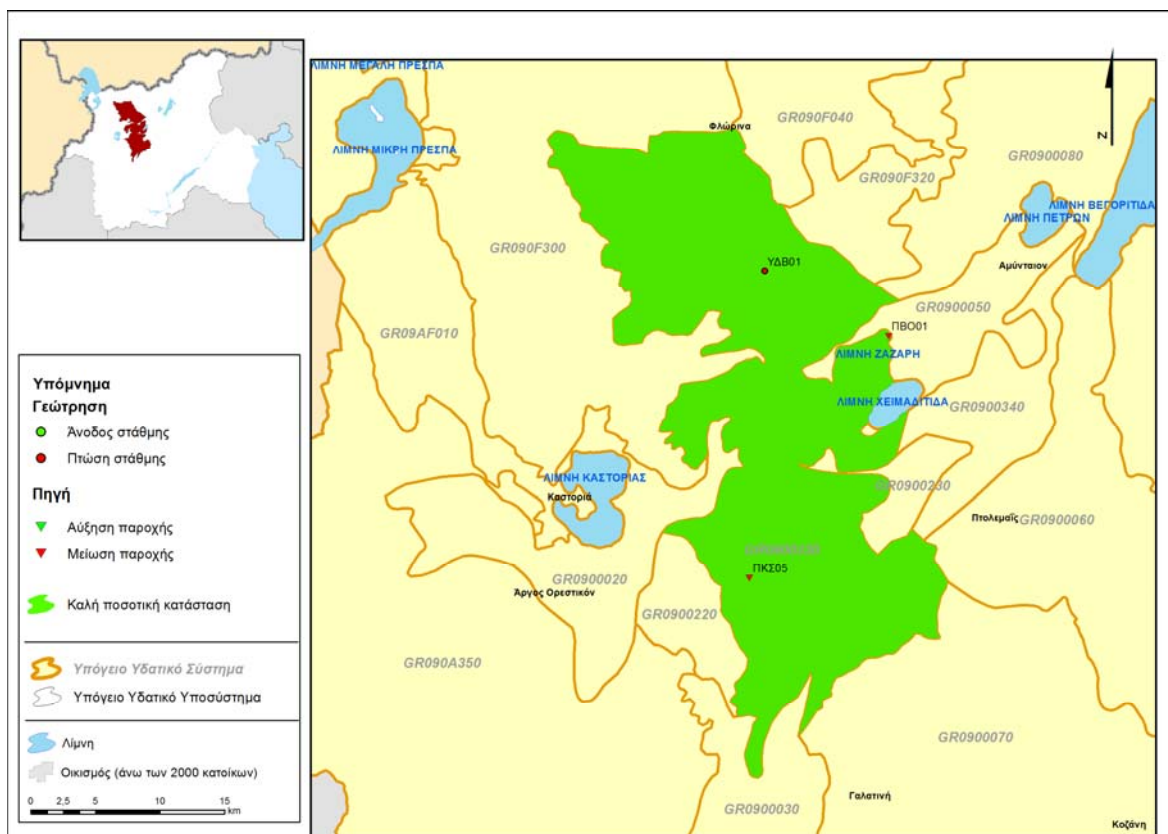 ΛΙΜΝΗ ΜΕΓΑΛΗ ΠΡΕΣΠΑ
ΛΙΜΝΗ ΜΙΚΡΗ ΠΡΕΣΠΑ
Φλώρινα
GR090F040
GR090F320
GR0900080
ΛΙΜΝΗ ΒΕΓΟΡΙΤΙΔΑ
ΛΙΜΝΗ ΠΕΤΡΩΝ
Αμύνταιον
Z
GR090F300
ΥΔΒ01
GR0900050
GR09AF010
ΠΒΟ01
ΛΙΜΝΗ ΖΑΖΑΡΗ
ΛΙΜΝΗ ΧΕΙΜΑΔΙΤΙΔΑ
GR0900340
ΛΙΜΝΗ ΚΑΣΤΟΡΙΑΣ
Καστοριά
GR0900230
Πτολεμαΐς
GR0900060
ΠΚΣ05
GR0900020
Άργος Ορεστικόν
GR0900220
GR090A350
GR0900070
Γαλατινή
GR0900030
Κοζάνη
Υπόμνημα
Γεώτρηση
Άνοδος στάθμης
Πτώση στάθμης
Πηγή
Αύξηση παροχής
Μείωση παροχής
Καλή ποσοτική κατάσταση
Υπόγειο Υδατικό Σύστημα
Υπόγειο Υδατικό Υποσύστημα
Λίμνη
Οικισμός (άνω των 2000 κατοίκων)
0 2,5 5 10 15
km